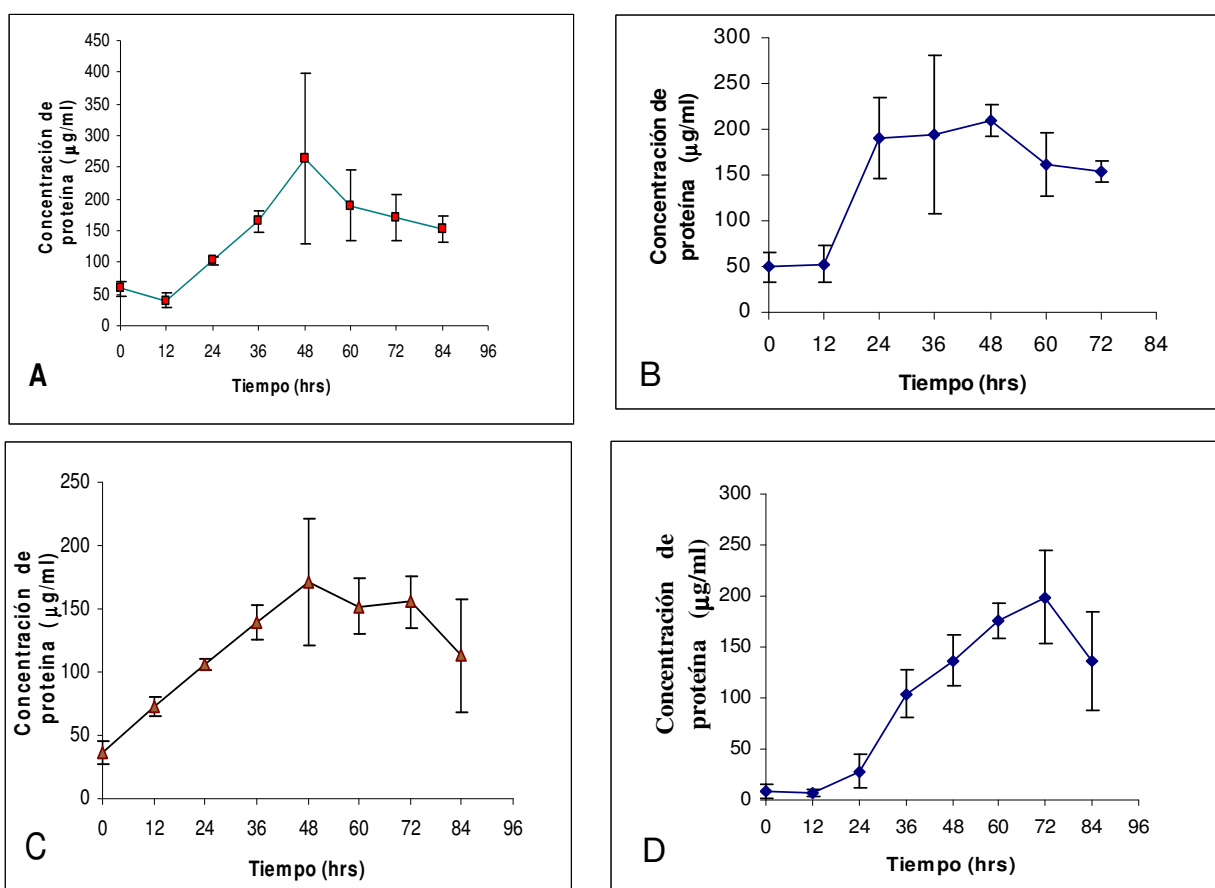 450
400
350
300
250
200
150
100
50
0
Concentración de
proteína ( μg/ml)
0 12 24 36 48 60 72 84 96
Tiempo (hrs)
A
300
250
200
150
100
50
0
Concentración de
proteína (μg/ml)
0 12 24 36 48 60 72 84
Tiempo (hrs)
B
250
200
150
100
50
0
Concentración de
proteína ( μg/ml)
0 12 24 36 48 60 72 84 96
Tiempo (hrs)
C
300
250
200
150
100
50
0
Concentración de
proteína (μg/ml)
0 12 24 36 48 60 72 84 96
Tiempo (hrs)
D